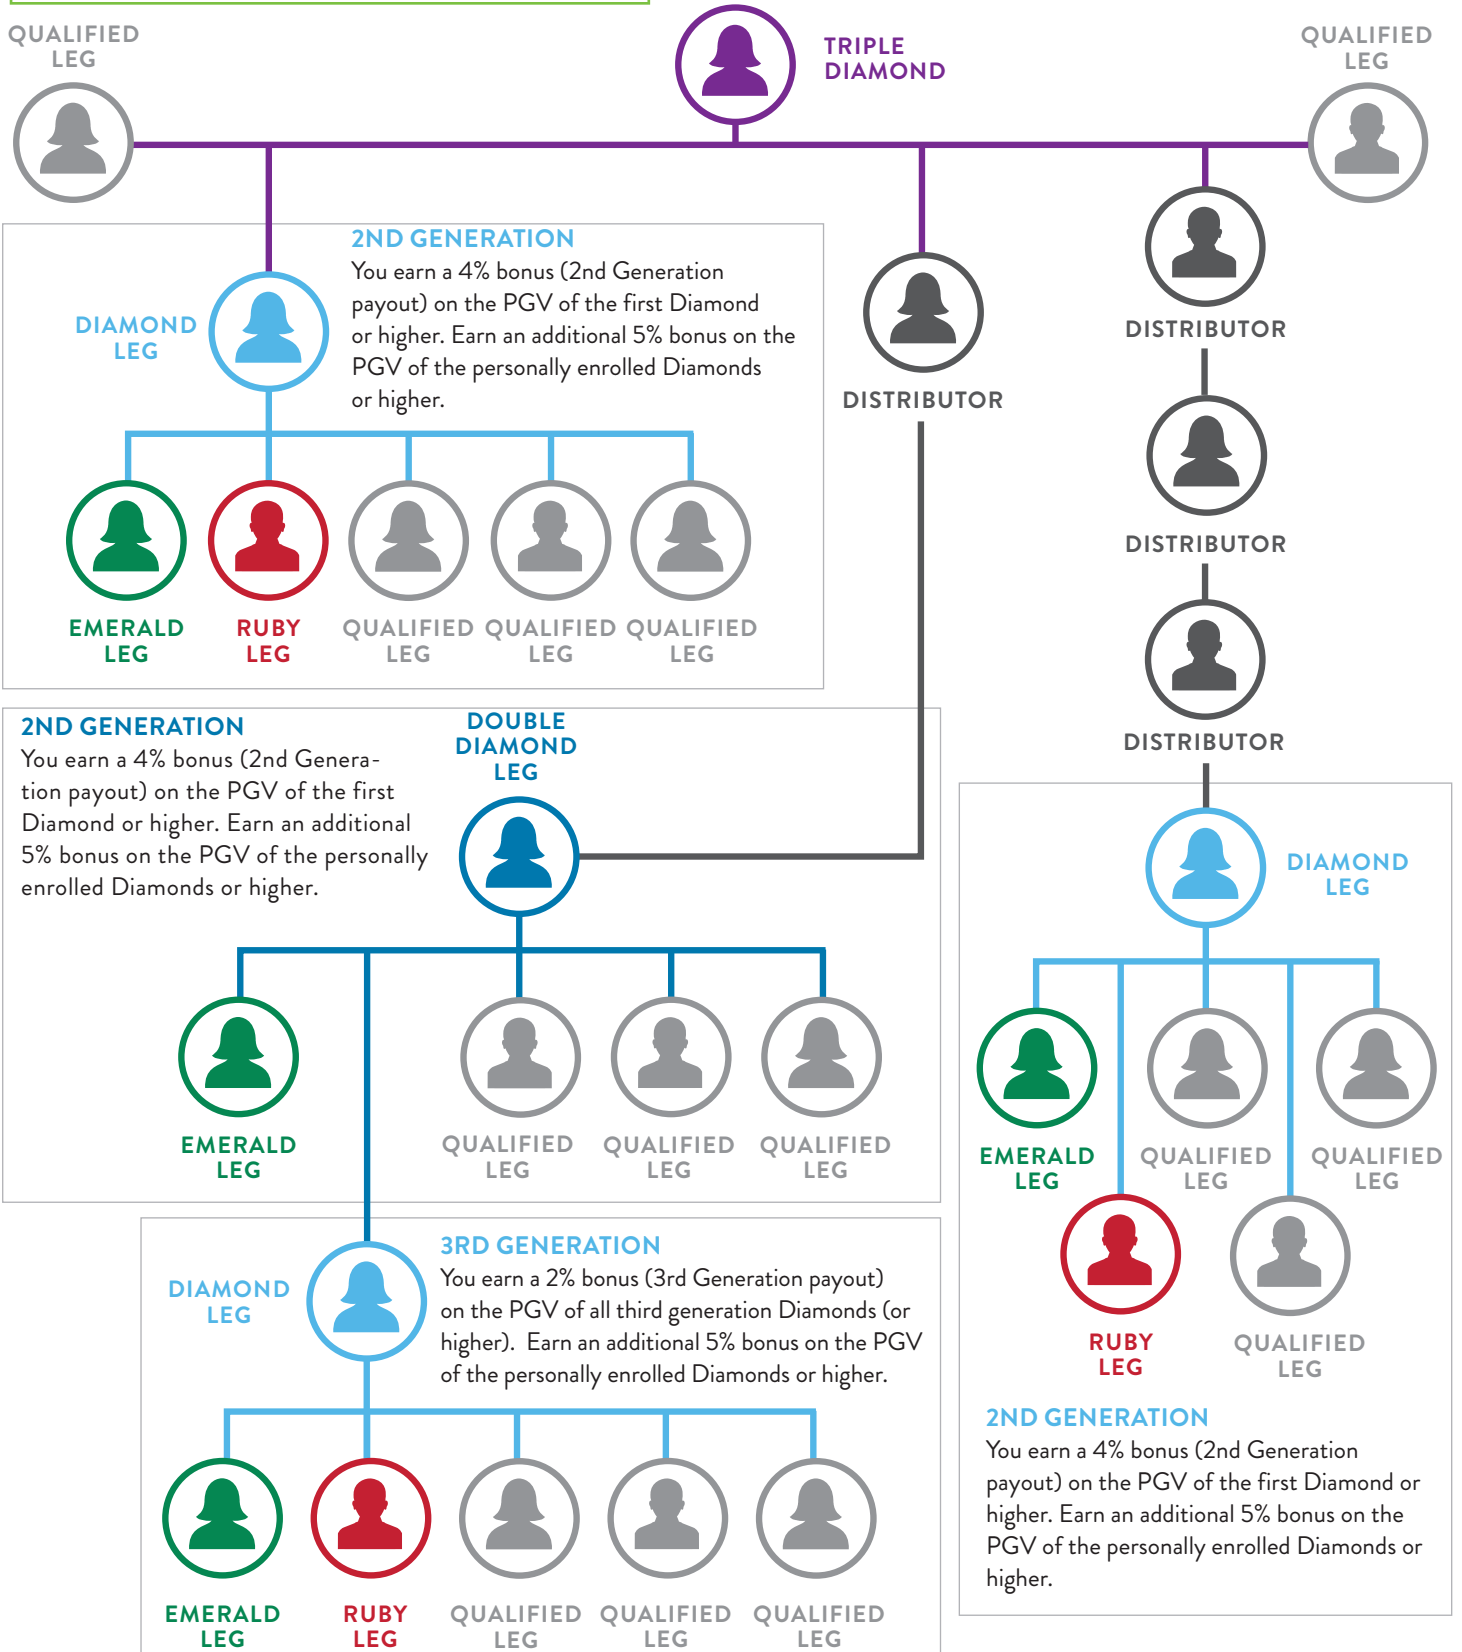 QUALIFIED
LEG
TRIPLE
DIAMOND
QUALIFIED
LEG
2ND GENERATION
You earn a 4% bonus (2nd Generation
payout) on the PGV of the first Diamond
or higher. Earn an additional 5% bonus on the
PGV of the personally enrolled Diamonds
or higher.
DIAMOND
LEG
DISTRIBUTOR
DISTRIBUTOR
DISTRIBUTOR
DISTRIBUTOR
EMERALD
LEG
RUBY
LEG
QUALIFIED
LEG
QUALIFIED
LEG
QUALIFIED
LEG
2ND GENERATION
You earn a 4% bonus (2nd Genera-
tion payout) on the PGV of the first
Diamond or higher. Earn an additional
5% bonus on the PGV of the personally
enrolled Diamonds or higher.
DOUBLE
DIAMOND
LEG
EMERALD
LEG
QUALIFIED
LEG
QUALIFIED
LEG
QUALIFIED
LEG
DIAMOND
LEG
EMERALD
LEG
QUALIFIED
LEG
QUALIFIED
LEG
RUBY
LEG
QUALIFIED
LEG
2ND GENERATION
You earn a 4% bonus (2nd Generation
payout) on the PGV of the first Diamond or
higher. Earn an additional 5% bonus on the
PGV of the personally enrolled Diamonds or
higher.
3RD GENERATION
You earn a 2% bonus (3rd Generation payout)
on the PGV of all third generation Diamonds (or
higher).  Earn an additional 5% bonus on the PGV
of the personally enrolled Diamonds or higher.
DIAMOND
LEG
EMERALD
LEG
RUBY
LEG
QUALIFIED
LEG
QUALIFIED
LEG
QUALIFIED
LEG